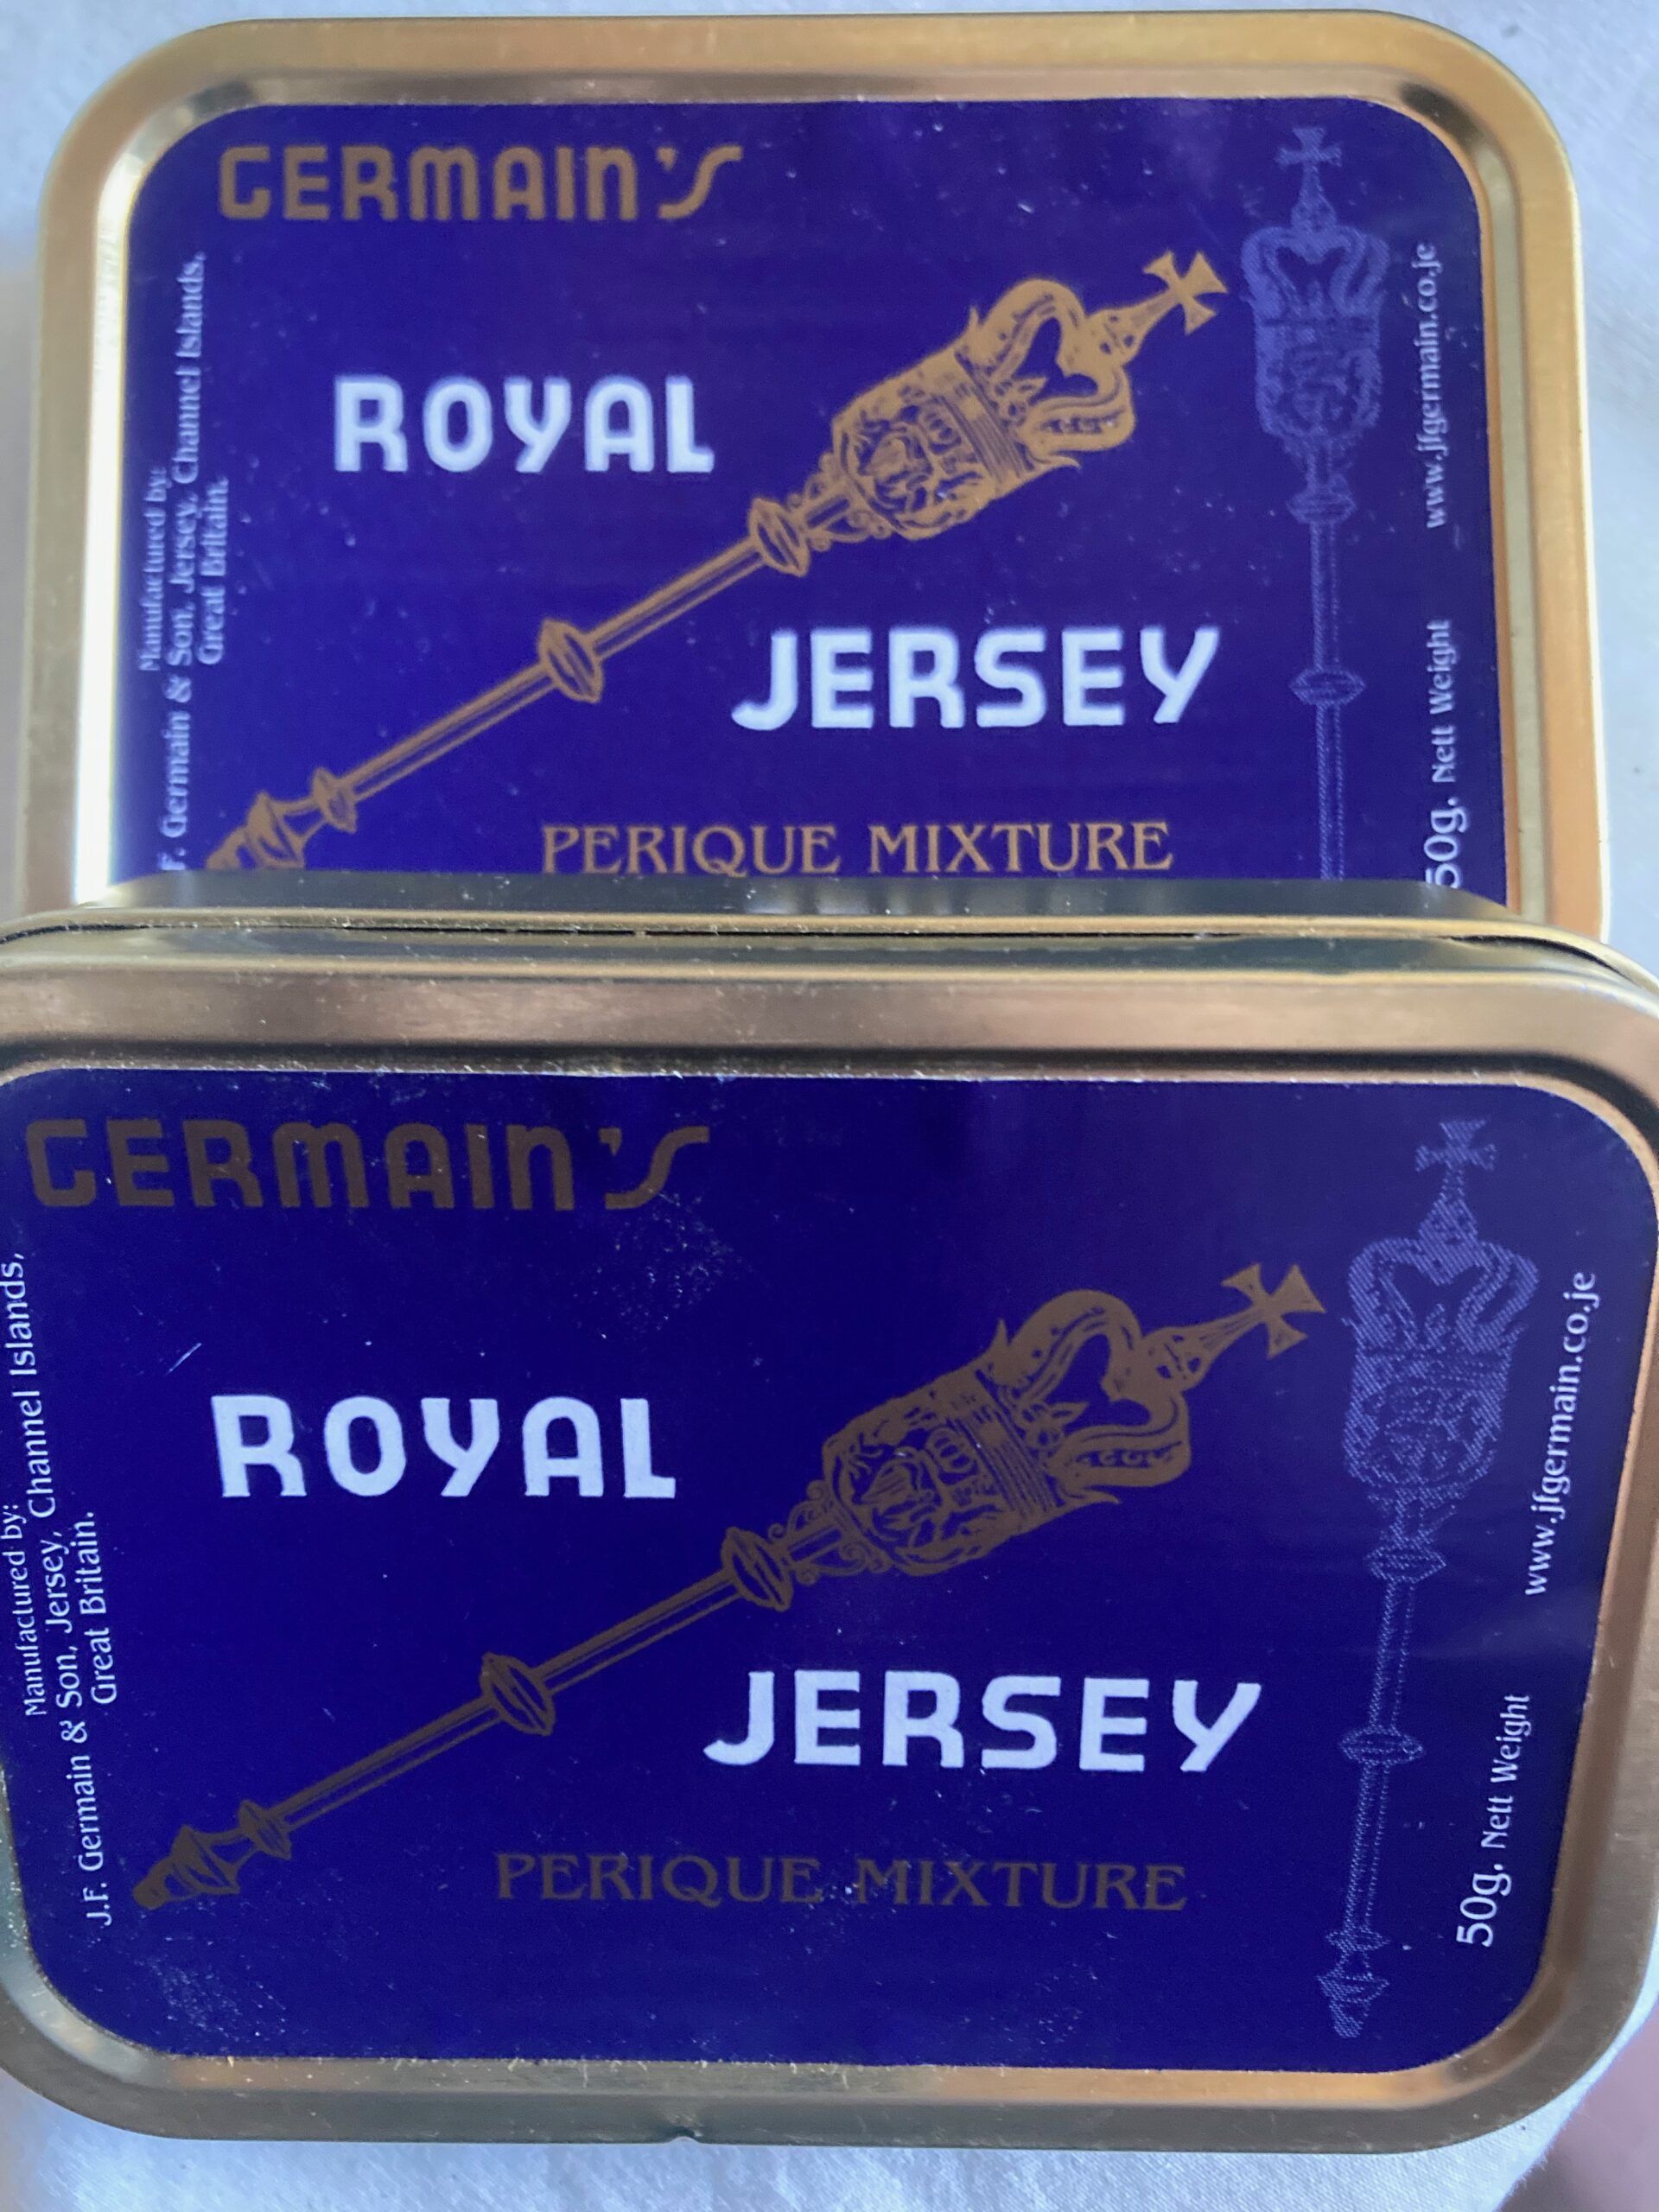 GERMAIN'S
Manufactured by:
F. Germain & Son, Jersey, Channel Islands,
Great Britain.
ROYAL
JERSEY
PERIQUE MIXTURE
www.jfgermain.co.je
50g. Nett Weight
GERMAIN'S
Manufactured by:
J.F. Germain & Son, Jersey, Channel Islands,
Great Britain.
ROYAL
JERSEY
PERIQUE MIXTURE
www.jfgermain.co.je
50g. Nett Weight